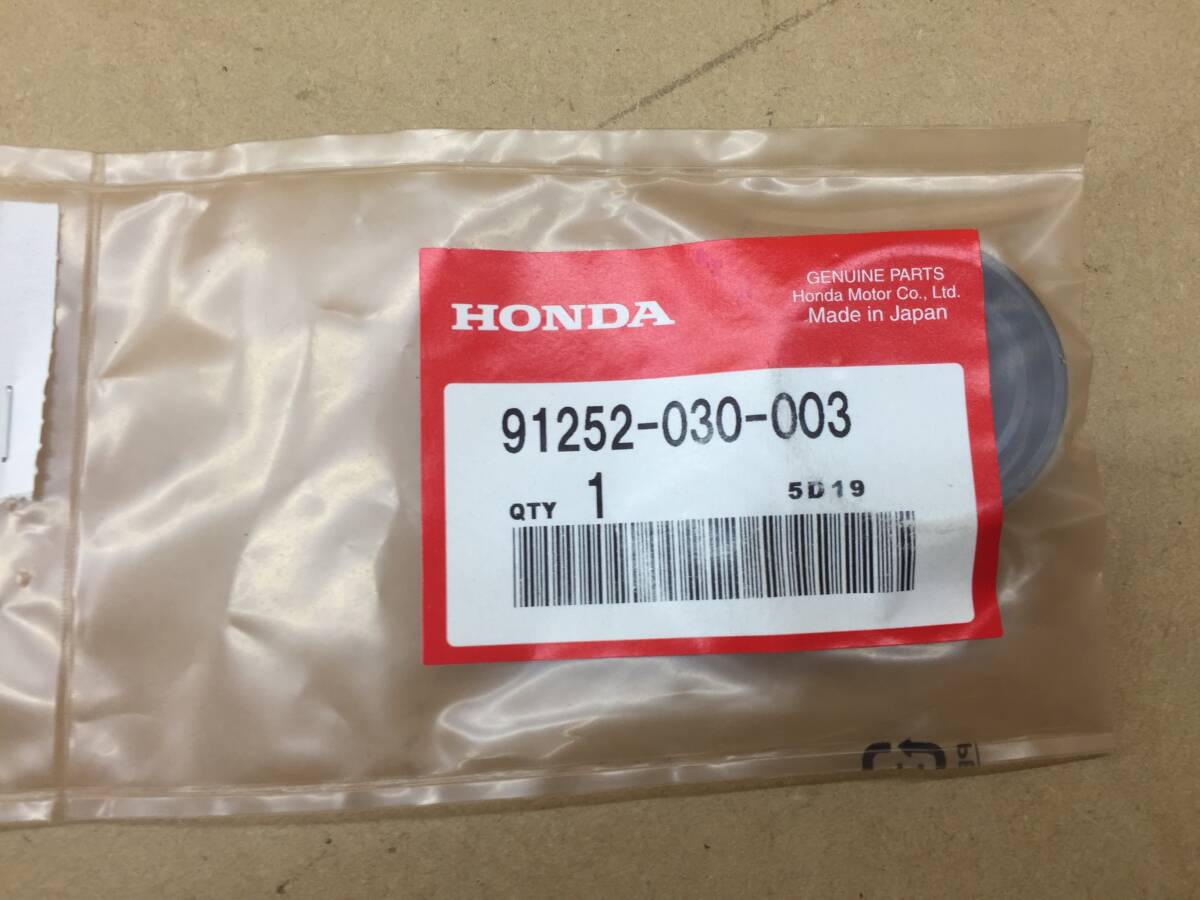 HONDA
GENUINE PARTS
Honda Motor Co., Ltd.
Made in Japan
91252-030-003
QTY 1
5D19